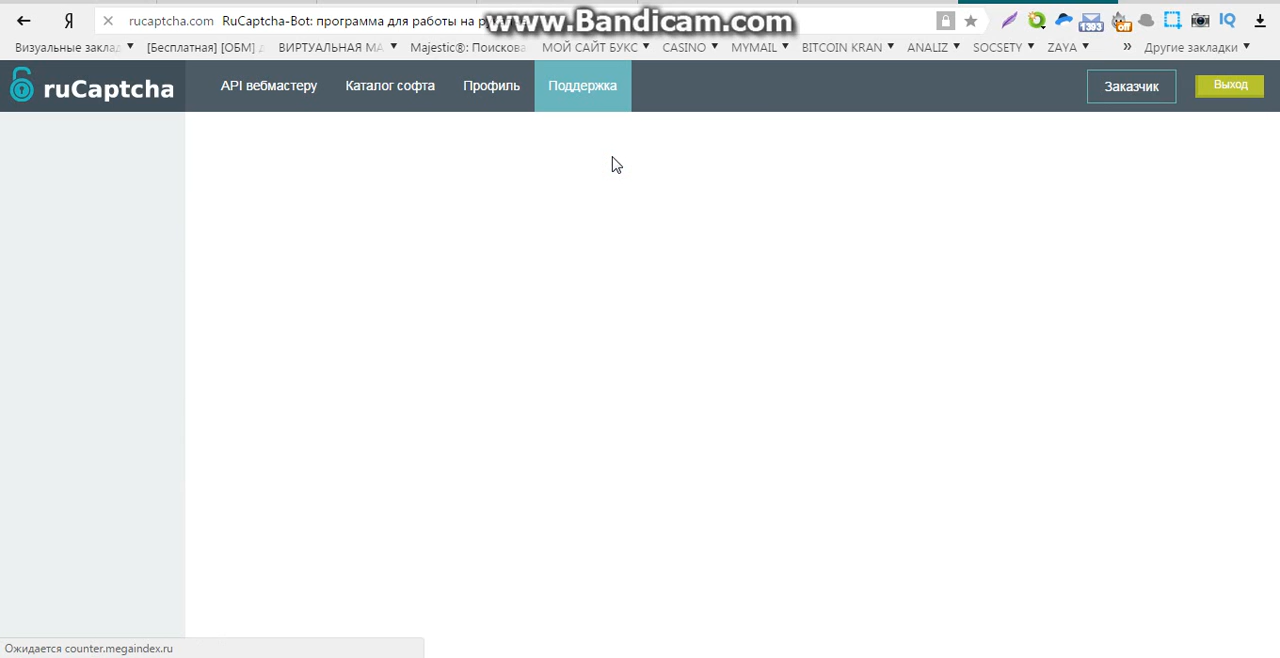 rucaptcha.com RuCaptcha-Bot: программа для работы на
www.Bandicam.com
Визуальные заклад [Бесплатная] [ОБМ] ВИРТУАЛЬНАЯ МА Majestic®: Поискова МОЙ САЙТ БУКС CASINO MYMAIL BITCOIN KRAN ANALIZ SOCSETY ZAYA » Другие закладки
ruCaptcha API вебмастеру Каталог софта Профиль Поддержка Заказчик Выход
Ожидается counter.megaindex.ru